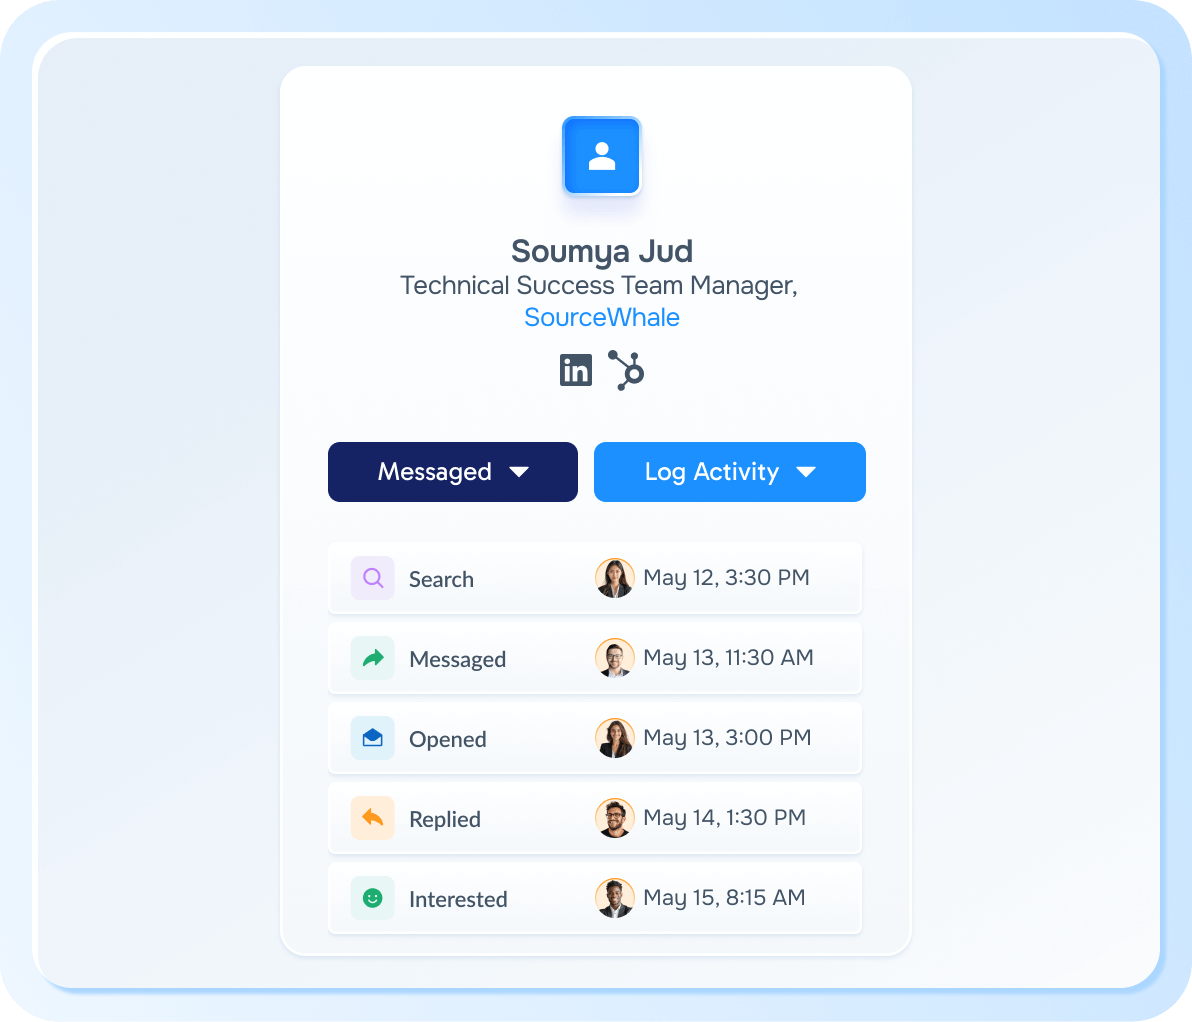 Soumya Jud
Technical Success Team Manager,
SourceWhale
in
Messaged
Log Activity
Search
May 12, 3:30 PM
Messaged
May 13, 11:30 AM
Opened
May 13, 3:00 PM
Replied
May 14, 1:30 PM
Interested
May 15, 8:15 AM